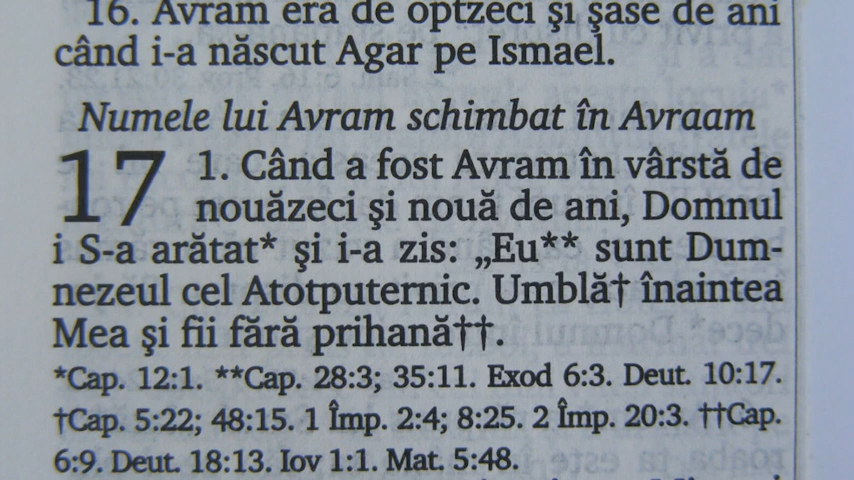 16. Avram era de optzeci şi şase de ani
când i-a născut Agar pe Ismael.
Numele lui Avram schimbat în Avraam
17 1. Când a fost Avram în vârstă de
nouăzeci şi nouă de ani, Domnul
i S-a arătat* şi i-a zis: „Eu** sunt Dum-
nezeul cel Atotputernic. Umblă† înaintea
Mea şi fii fără prihană††.
*Cap. 12:1. **Cap. 28:3; 35:11. Exod 6:3. Deut. 10:17.
†Cap. 5:22; 48:15. 1 Împ. 2:4; 8:25. 2 Împ. 20:3. ††Cap.
6:9. Deut. 18:13. Iov 1:1. Mat. 5:48.